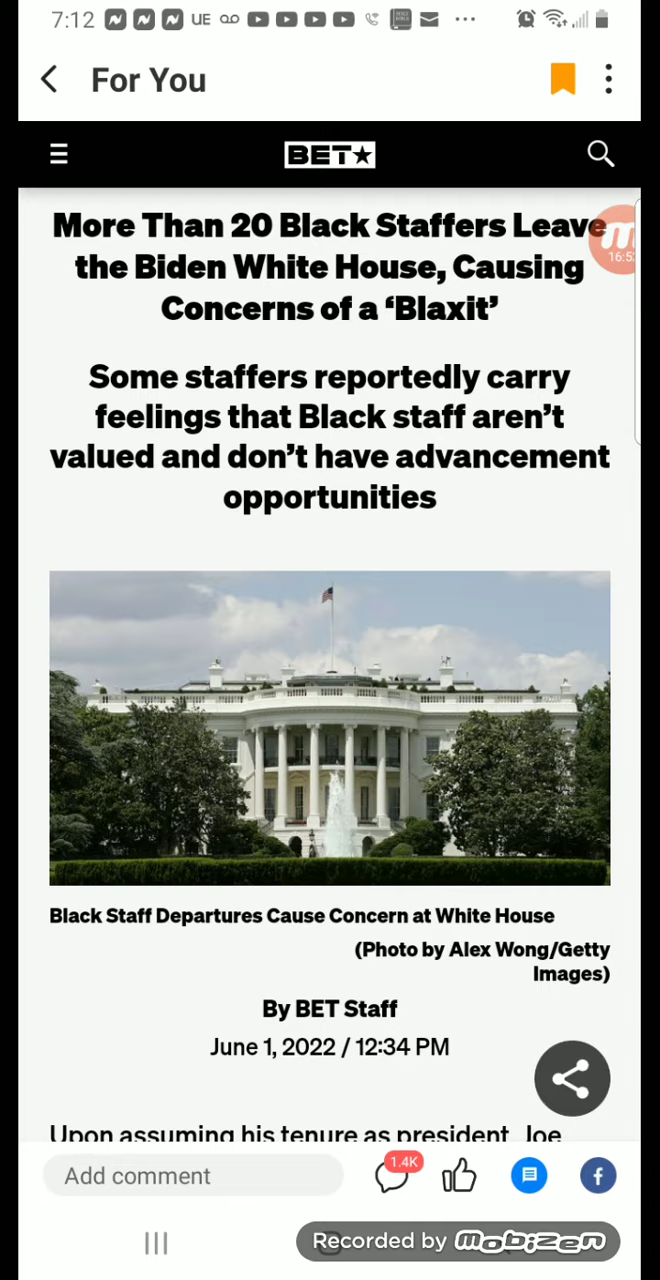 7:12 UE
For You
BET★
More Than 20 Black Staffers Leave
16:5
the Biden White House, Causing
Concerns of a ‘Blaxit’
Some staffers reportedly carry
feelings that Black staff aren’t
valued and don’t have advancement
opportunities
Black Staff Departures Cause Concern at White House
(Photo by Alex Wong/Getty
Images)
By BET Staff
June 1, 2022 / 12:34 PM
Upon assuming his tenure as president, Joe
1.4K
Add comment
Recorded by mobizen